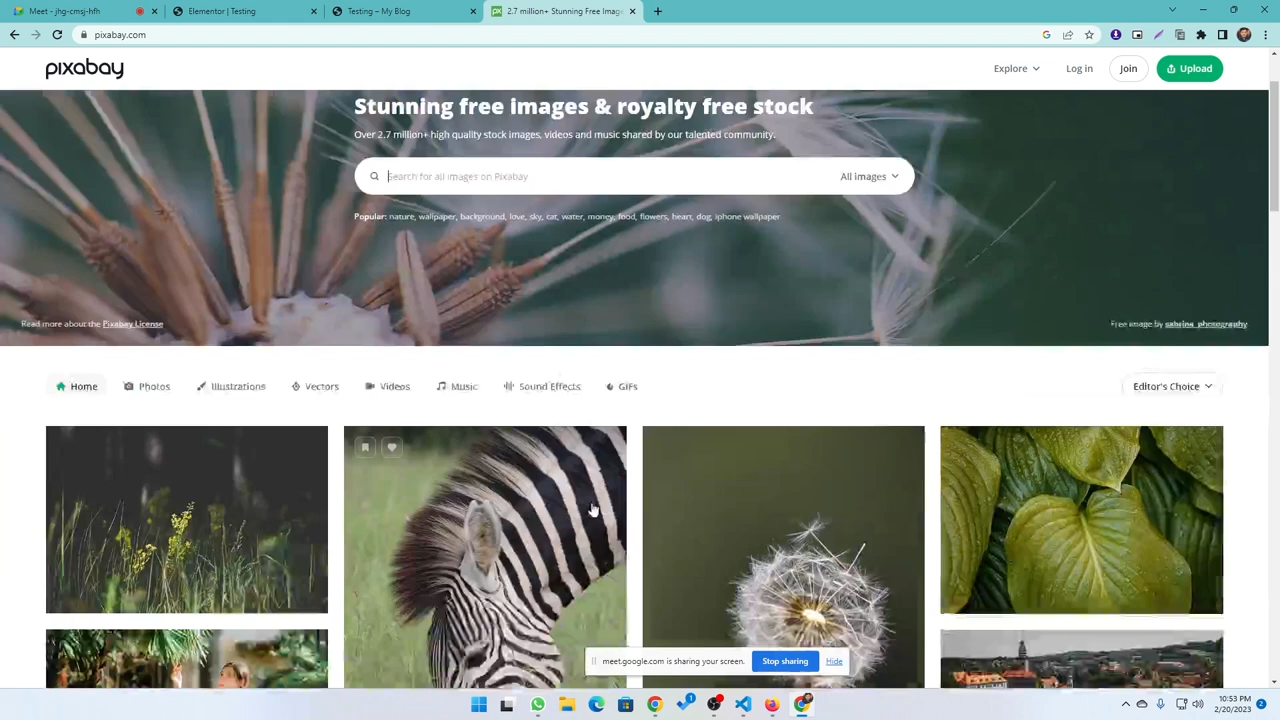 Meet - jhg-cmsj-hfh
Elementor | Testing
Testing – My Blog
2.7 million+ Stunning Free Image
pixabay.com
pixabay
Explore
Log in
Join
Upload
Stunning free images & royalty free stock
Over 2.7 million+ high quality stock images, videos and music shared by our talented community.
Search for all images on Pixabay
All images
Popular: nature, wallpaper, background, love, sky, cat, water, money, food, flowers, heart, dog, iphone wallpaper
Read more about the Pixabay License
Free image by sabrina_photography
Home
Photos
Illustrations
Vectors
Videos
Music
Sound Effects
GIFs
Editor's Choice
meet.google.com is sharing your screen.
Stop sharing
Hide
1
10:53 PM
2/20/2023
2